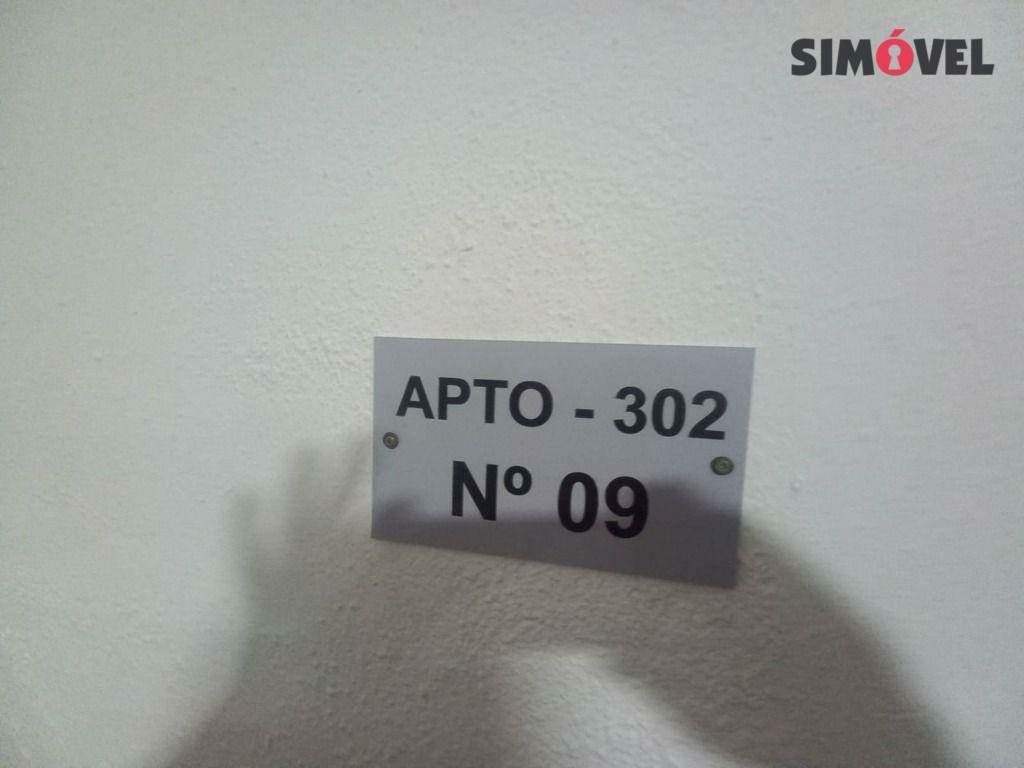 SIMÓVEL
APTO - 302
Nº 09